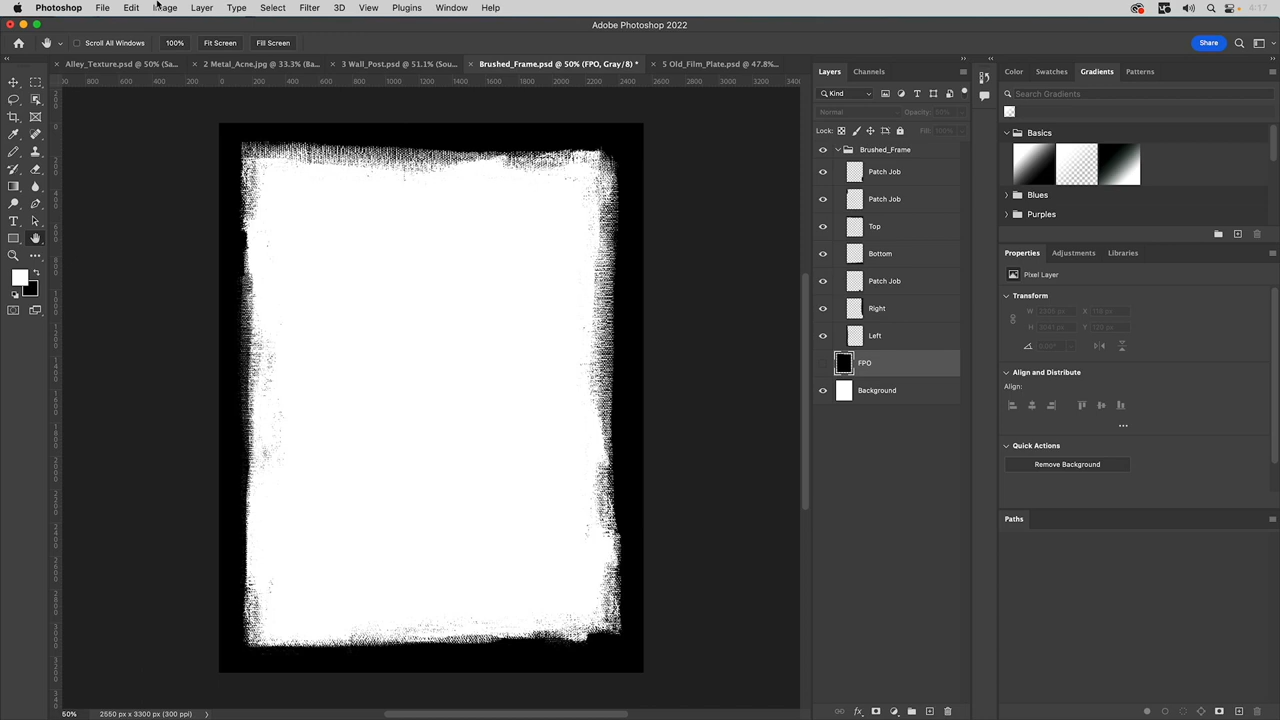 Photoshop File Edit Image Layer Type Select Filter 3D View Plugins Window Help 4:17
Adobe Photoshop 2022
Scroll All Windows 100% Fit Screen Fill Screen Share
Alley_Texture.psd @ 50% (Sa... × 2 Metal_Acne.jpg @ 33.3% (Ba... × 3 Wall_Post.psd @ 51.1% (Sou... × Brushed_Frame.psd @ 50% (FPO, Gray/8) * × 5 Old_Film_Plate.psd @ 47.8%...
Layers Channels
Color Swatches Gradients Patterns
Kind
Search Gradients
Normal Opacity: 50%
Lock: Fill: 100%
Basics
Blues
Purples
Brushed_Frame
Patch Job
Patch Job
Top
Bottom
Patch Job
Right
Left
FPO
Background
Properties Adjustments Libraries
Pixel Layer
Transform
W X
H Y
Align and Distribute
Align:
Quick Actions
Remove Background
Paths
50% 2550 px x 3300 px (300 ppi)